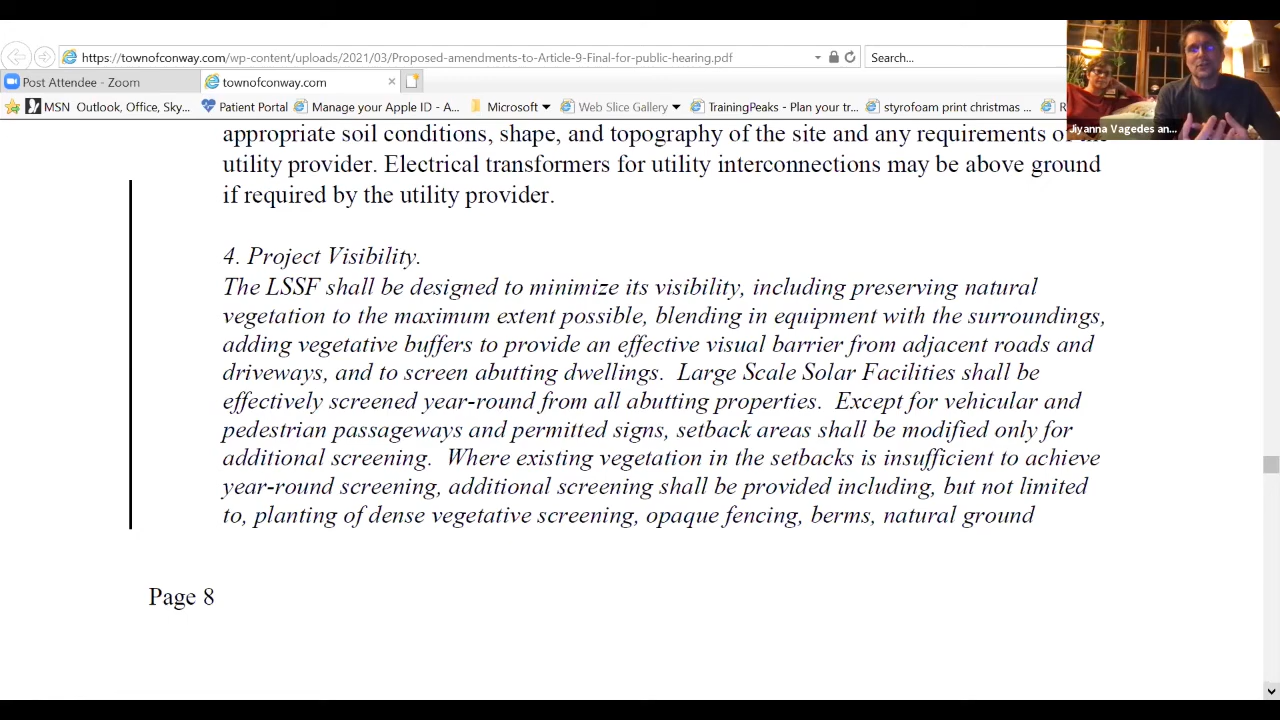 https://townofconway.com/wp-content/uploads/2021/03/Proposed-amendments-to-Article-9-Final-for-public-hearing.pdf
Search...
Post Attendee - Zoom
townofconway.com
MSN
Outlook, Office, Sky...
Patient Portal
Manage your Apple ID - A...
Microsoft
Web Slice Gallery
TrainingPeaks - Plan your tr...
styrofoam print christmas ...
Jiyanna Vagedes an...
appropriate soil conditions, shape, and topography of the site and any requirements
utility provider. Electrical transformers for utility interconnections may be above ground
if required by the utility provider.
4. Project Visibility.
The LSSF shall be designed to minimize its visibility, including preserving natural
vegetation to the maximum extent possible, blending in equipment with the surroundings,
adding vegetative buffers to provide an effective visual barrier from adjacent roads and
driveways, and to screen abutting dwellings. Large Scale Solar Facilities shall be
effectively screened year-round from all abutting properties. Except for vehicular and
pedestrian passageways and permitted signs, setback areas shall be modified only for
additional screening. Where existing vegetation in the setbacks is insufficient to achieve
year-round screening, additional screening shall be provided including, but not limited
to, planting of dense vegetative screening, opaque fencing, berms, natural ground
Page 8